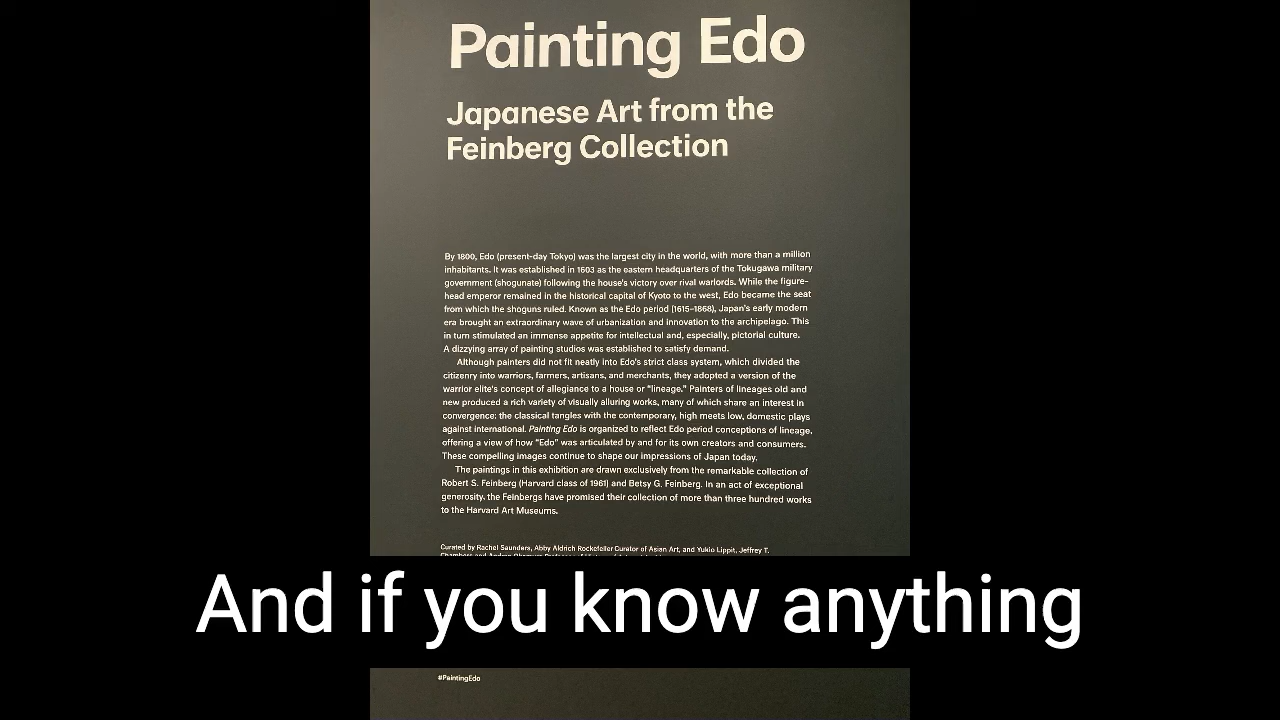 Painting Edo
Japanese Art from the
Feinberg Collection
By 1800, Edo (present-day Tokyo) was the largest city in the world, with more than a million
inhabitants. It was established in 1603 as the eastern headquarters of the Tokugawa military
government (shogunate) following the house's victory over rival warlords. While the figure-
head emperor remained in the historical capital of Kyoto to the west, Edo became the seat
from which the shoguns ruled. Known as the Edo period (1615–1868), Japan's early modern
era brought an extraordinary wave of urbanization and innovation to the archipelago. This
in turn stimulated an immense appetite for intellectual and, especially, pictorial culture.
A dizzying array of painting studios was established to satisfy demand.
Although painters did not fit neatly into Edo's strict class system, which divided the
citizenry into warriors, farmers, artisans, and merchants, they adopted a version of the
warrior elite's concept of allegiance to a house or "lineage." Painters of lineages old and
new produced a rich variety of visually alluring works, many of which share an interest in
convergence: the classical tangles with the contemporary, high meets low, domestic plays
against international. Painting Edo is organized to reflect Edo period conceptions of lineage,
offering a view of how "Edo" was articulated by and for its own creators and consumers.
These compelling images continue to shape our impressions of Japan today.
The paintings in this exhibition are drawn exclusively from the remarkable collection of
Robert S. Feinberg (Harvard class of 1961) and Betsy G. Feinberg. In an act of exceptional
generosity, the Feinbergs have promised their collection of more than three hundred works
to the Harvard Art Museums.
Curated by Rachel Saunders, Abby Aldrich Rockefeller Curator of Asian Art, and Yukio Lippit, Jeffrey T.
And if you know anything
#PaintingEdo